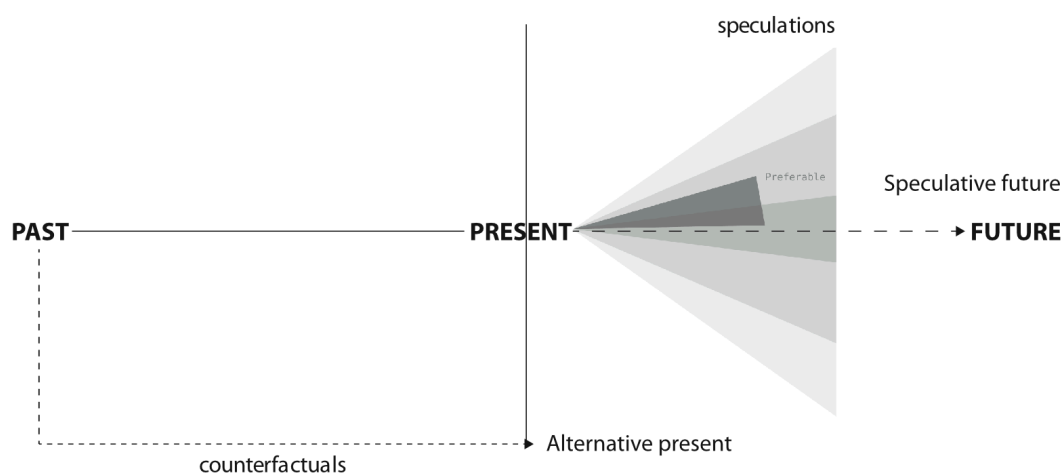 speculations
Preferable
Speculative future
PAST
PRESENT
FUTURE
Alternative present
counterfactuals